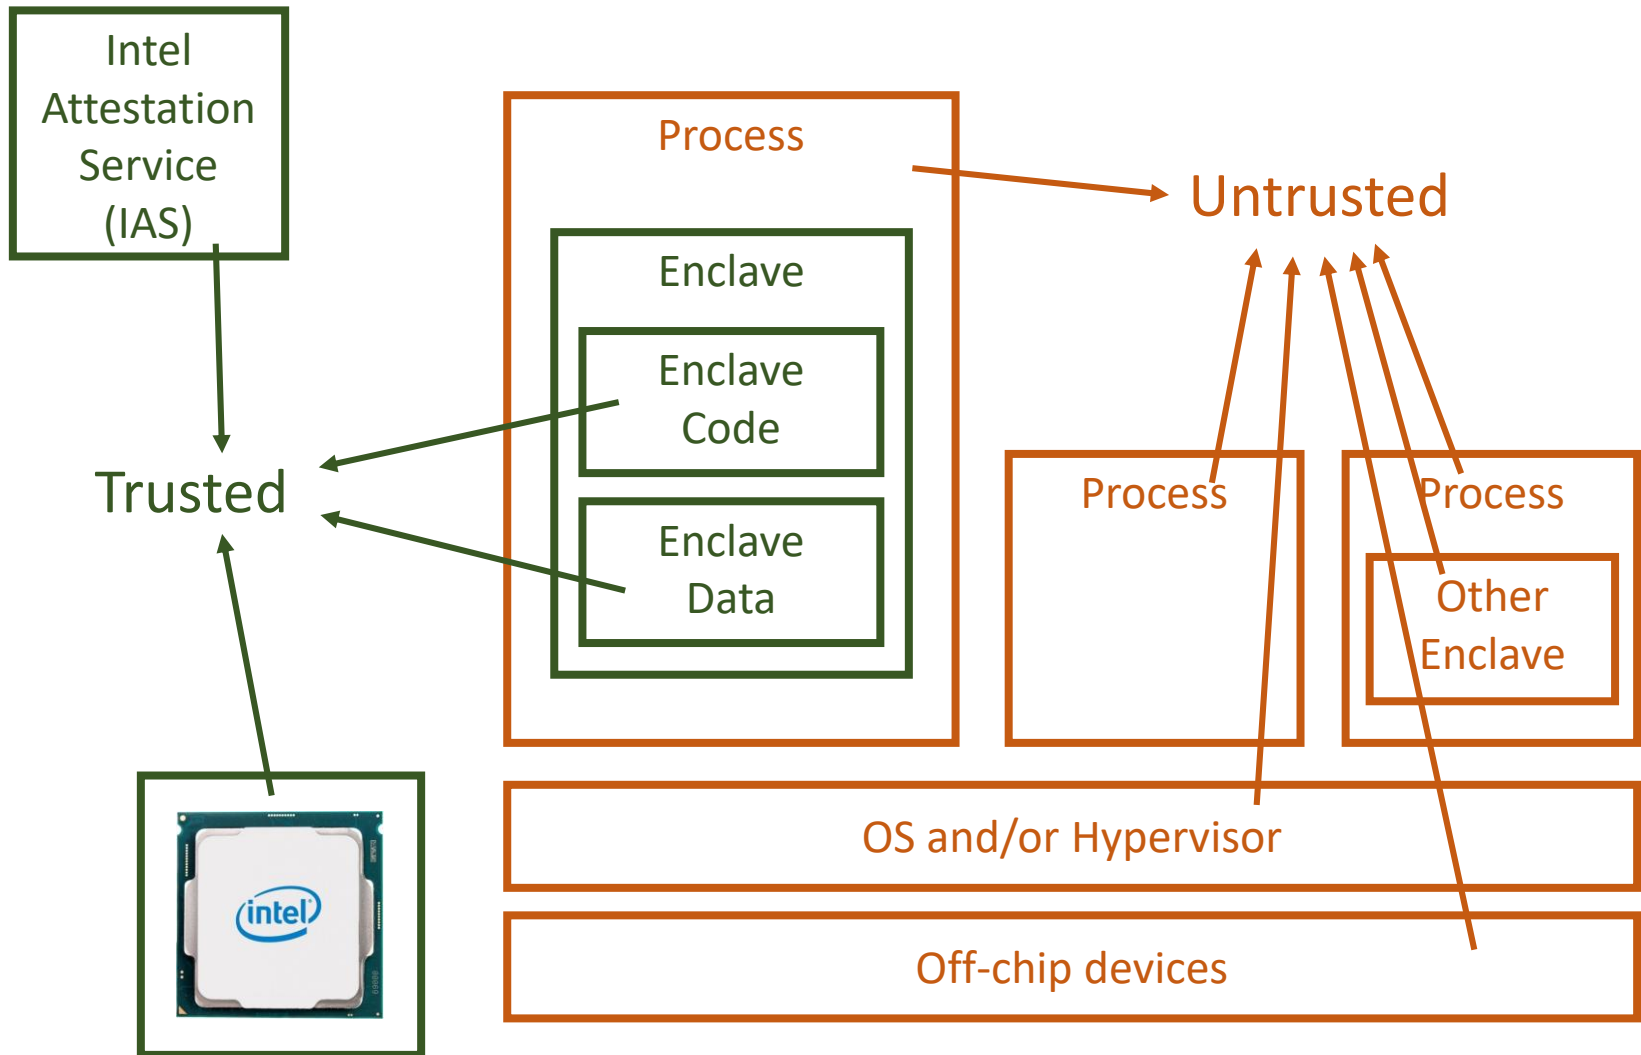 Intel
Attestation
Service
(IAS)
Process
Untrusted
Enclave
Enclave
Code
Trusted
Process
Process
Enclave
Data
Other
Enclave
OS and/or Hypervisor
intel
Off-chip devices